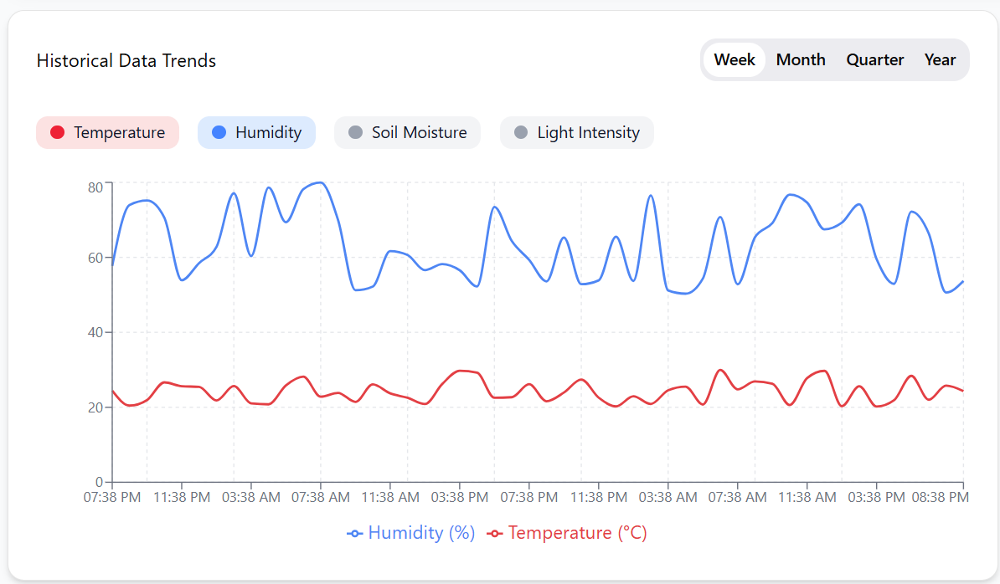 Historical Data Trends
Week Month Quarter Year
Temperature Humidity Soil Moisture Light Intensity
80
60
40
20
0
07:38 PM 11:38 PM 03:38 AM 07:38 AM 11:38 AM 03:38 PM 07:38 PM 11:38 PM 03:38 AM 07:38 AM 11:38 AM 03:38 PM 08:38 PM
Humidity (%) Temperature (°C)